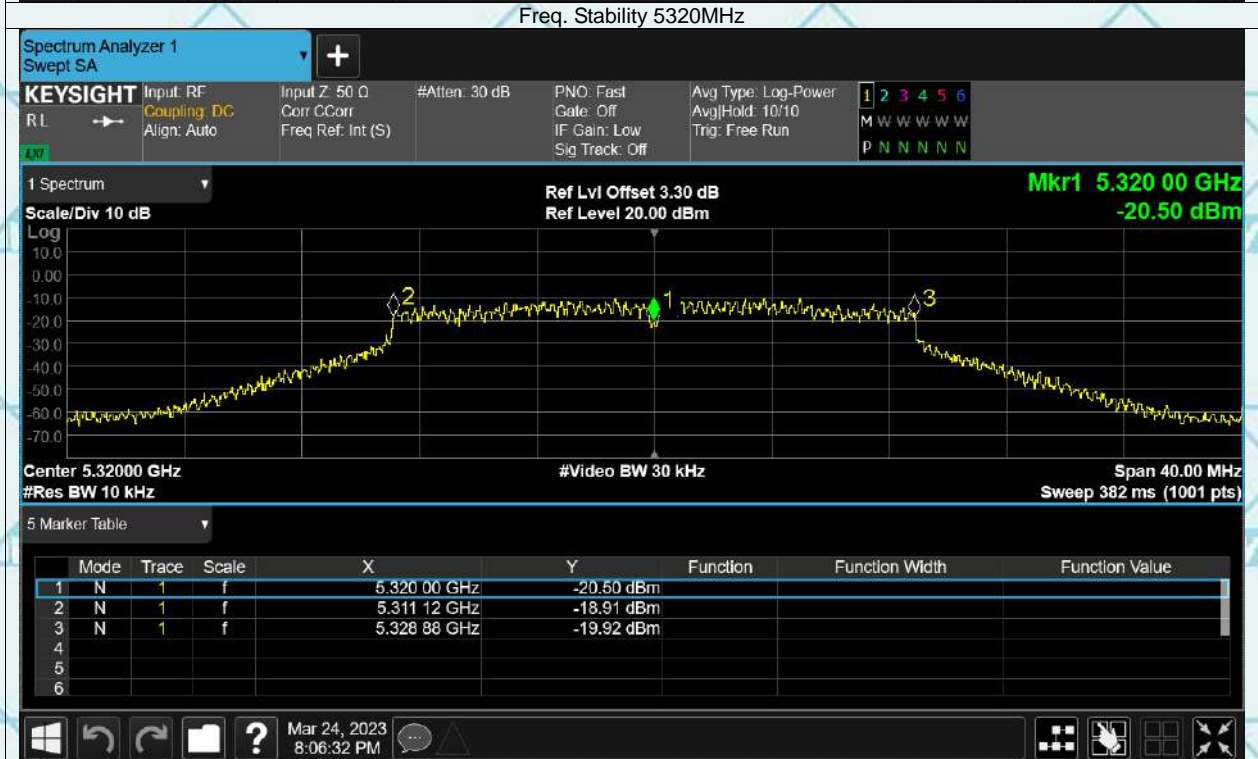 Freq. Stability 5320MHz
Spectrum Analyzer 1
Swept SA
+
KEYSIGHT Input: RF Input Z: 50 Ω #Atten: 30 dB PNO: Fast Avg Type: Log-Power 1 2 3 4 5 6
RL Coupling: DC Corr CCorr Gate: Off Avg|Hold: 10/10 M W W W W W
Align: Auto Freq Ref: Int (S) IF Gain: Low Trig: Free Run
LXI Sig Track: Off P N N N N N
1 Spectrum Ref Lvl Offset 3.30 dB Mkr1 5.320 00 GHz
Scale/Div 10 dB Ref Level 20.00 dBm -20.50 dBm
Log
10.0
0.00
-10.0
2 1 3
-20.0
-30.0
-40.0
-50.0
-60.0
-70.0
Center 5.32000 GHz #Video BW 30 kHz Span 40.00 MHz
#Res BW 10 kHz Sweep 382 ms (1001 pts)
5 Marker Table
Mode Trace Scale X Y Function Function Width Function Value
1 N 1 f 5.320 00 GHz -20.50 dBm
2 N 1 f 5.311 12 GHz -18.91 dBm
3 N 1 f 5.328 88 GHz -19.92 dBm
4
5
6
? Mar 24, 2023
8:06:32 PM